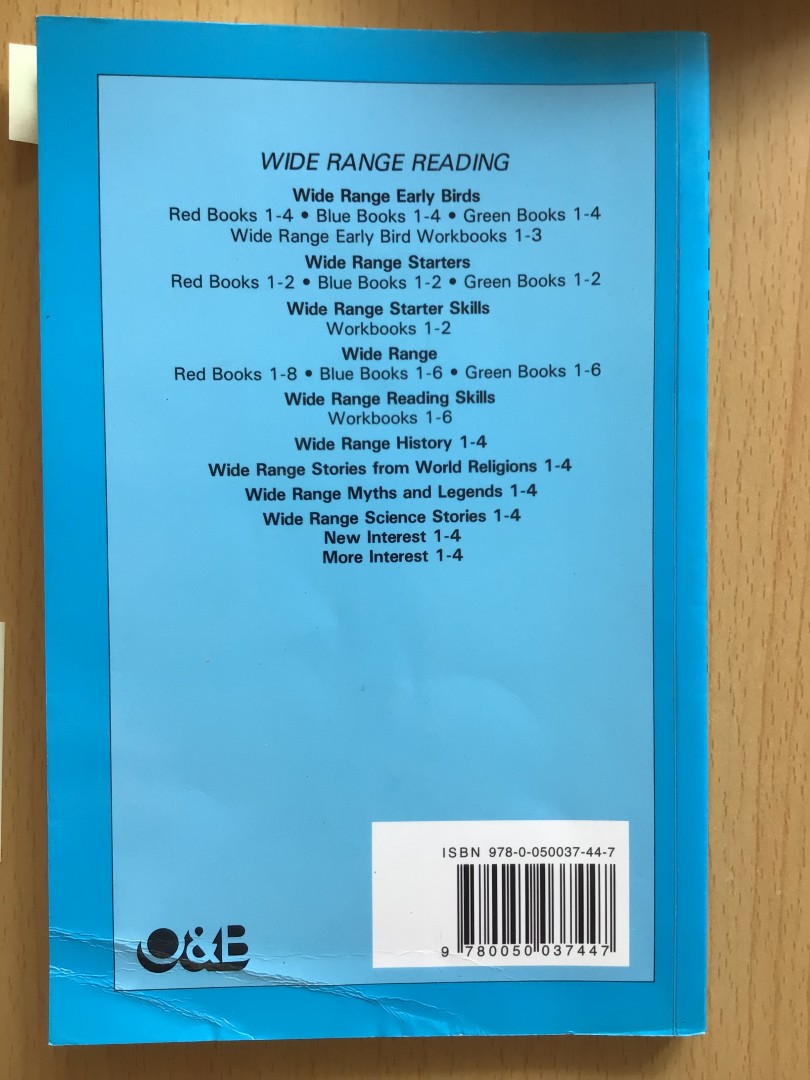 WIDE RANGE READING
Wide Range Early Birds
Red Books 1-4 • Blue Books 1-4 • Green Books 1-4
Wide Range Early Bird Workbooks 1-3
Wide Range Starters
Red Books 1-2 • Blue Books 1-2 • Green Books 1-2
Wide Range Starter Skills
Workbooks 1-2
Wide Range
Red Books 1-8 • Blue Books 1-6 • Green Books 1-6
Wide Range Reading Skills
Workbooks 1-6
Wide Range History 1-4
Wide Range Stories from World Religions 1-4
Wide Range Myths and Legends 1-4
Wide Range Science Stories 1-4
New Interest 1-4
More Interest 1-4
ISBN 978-0-050037-44-7
9 780050 037447
O&B